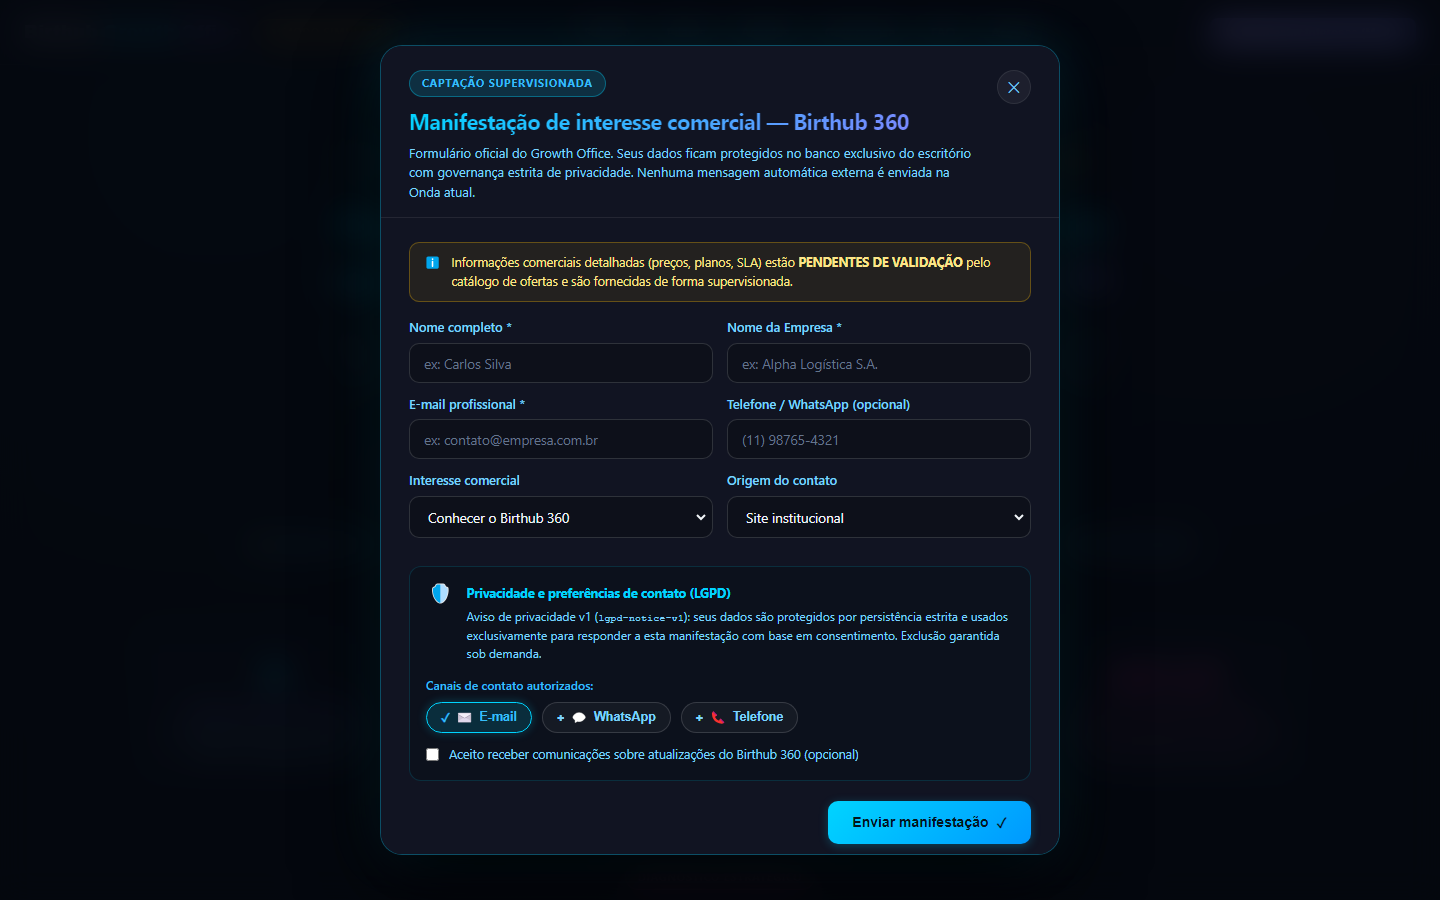 CAPTAÇÃO SUPERVISIONADA
Manifestação de interesse comercial — Birthub 360
Formulário oficial do Growth Office. Seus dados ficam protegidos no banco exclusivo do escritório
com governança estrita de privacidade. Nenhuma mensagem automática externa é enviada na
Onda atual.
Informações comerciais detalhadas (preços, planos, SLA) estão PENDENTES DE VALIDAÇÃO pelo
catálogo de ofertas e são fornecidas de forma supervisionada.
Nome completo *
Nome da Empresa *
ex: Carlos Silva
ex: Alpha Logística S.A.
E-mail profissional *
Telefone / WhatsApp (opcional)
ex: contato@empresa.com.br
(11) 98765-4321
Interesse comercial
Origem do contato
Conhecer o Birthub 360
Site institucional
Privacidade e preferências de contato (LGPD)
Aviso de privacidade v1 (lgpd-notice-v1): seus dados são protegidos por persistência estrita e usados
exclusivamente para responder a esta manifestação com base em consentimento. Exclusão garantida
sob demanda.
Canais de contato autorizados:
✓ E-mail
+ WhatsApp
+ Telefone
Aceito receber comunicações sobre atualizações do Birthub 360 (opcional)
Enviar manifestação ✓